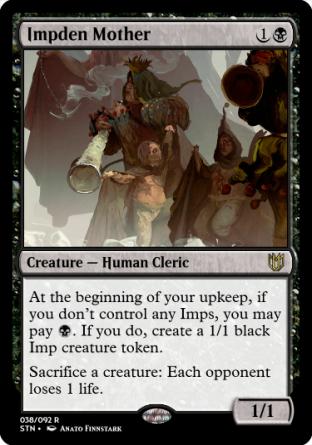 Impden Mother 1
Creature — Human Cleric
At the beginning of your upkeep, if
you don't control any Imps, you may
pay . If you do, create a 1/1 black
Imp creature token.
Sacrifice a creature: Each opponent
loses 1 life.
038/092 R
STN • Anato Finnstark
1/1